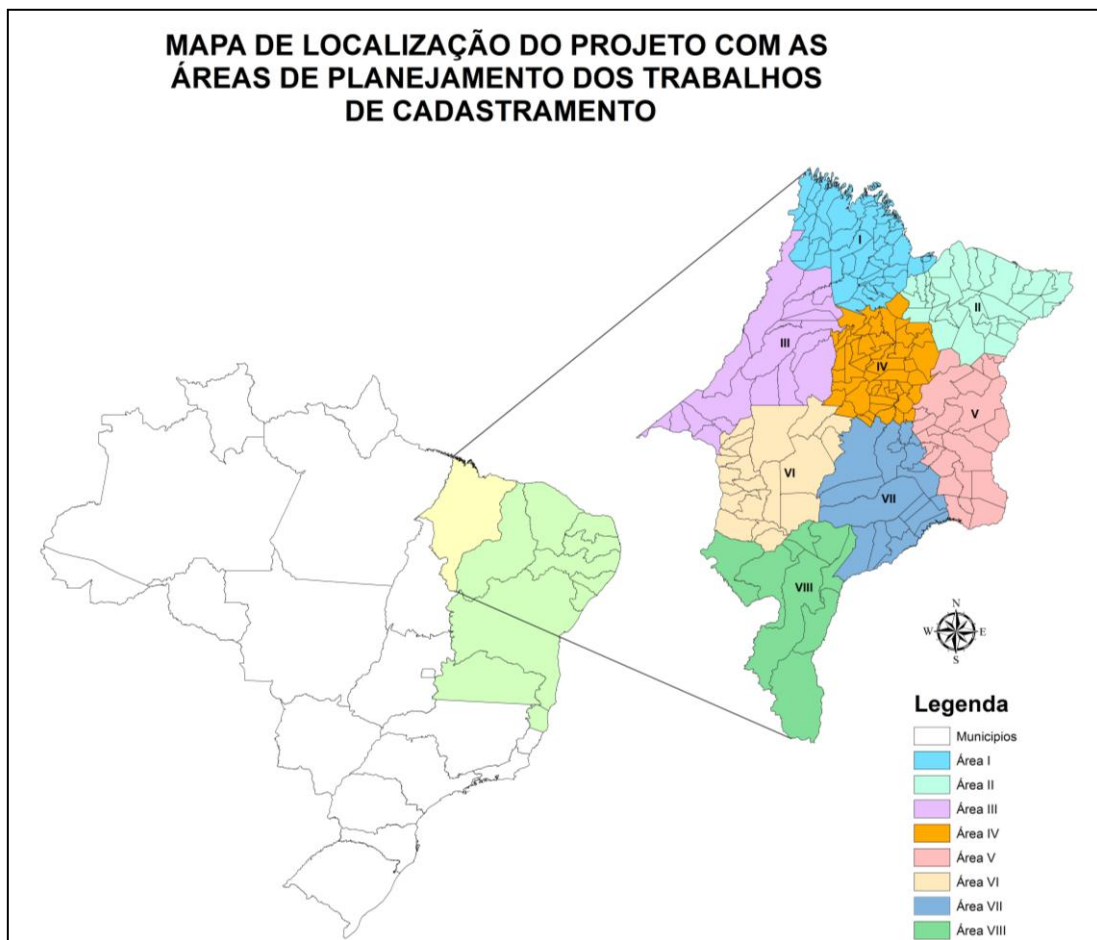 MAPA DE LOCALIZAÇÃO DO PROJETO COM AS
ÁREAS DE PLANEJAMENTO DOS TRABALHOS
DE CADASTRAMENTO
I
II
III
IV
V
VI
VII
VIII
N
W E
S
Legenda
Municipios
Área I
Área II
Área III
Área IV
Área V
Área VI
Área VII
Área VIII